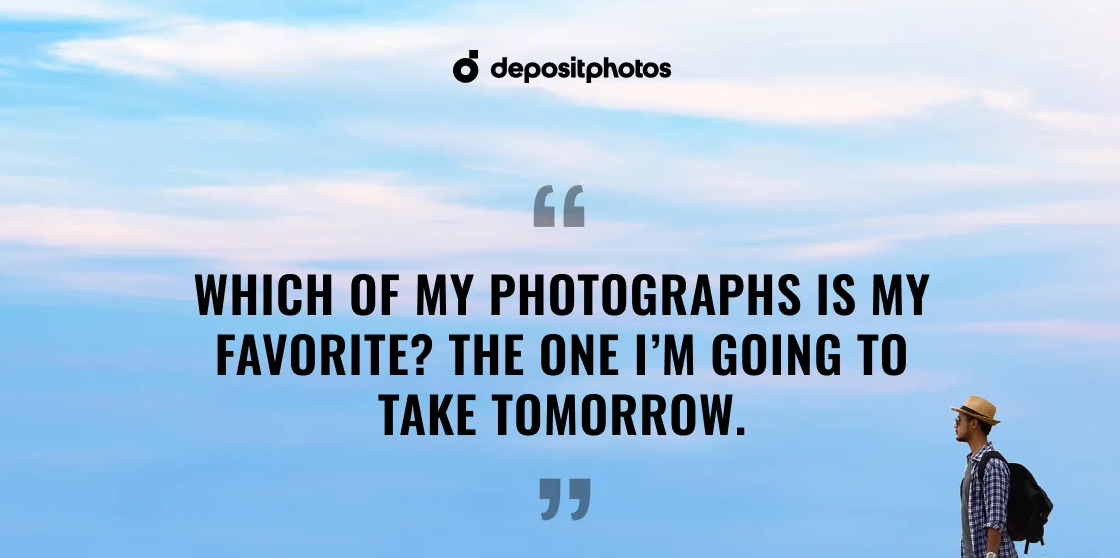 depositphotos
“
WHICH OF MY PHOTOGRAPHS IS MY
FAVORITE? THE ONE I’M GOING TO
TAKE TOMORROW.
”